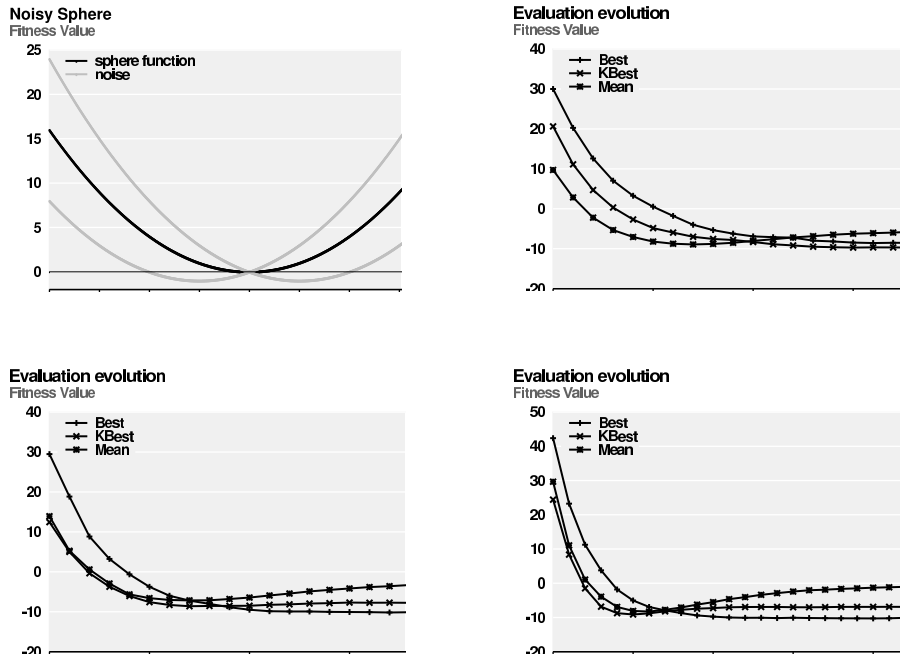 Noisy Sphere
Fitness Value
25
20
15
10
5
0
sphere function
noise
Evaluation evolution
Fitness Value
40
30
20
10
0
-10
-20
Best
KBest
Mean
Evaluation evolution
Fitness Value
40
30
20
10
0
-10
-20
Best
KBest
Mean
Evaluation evolution
Fitness Value
50
40
30
20
10
0
-10
-20
Best
KBest
Mean